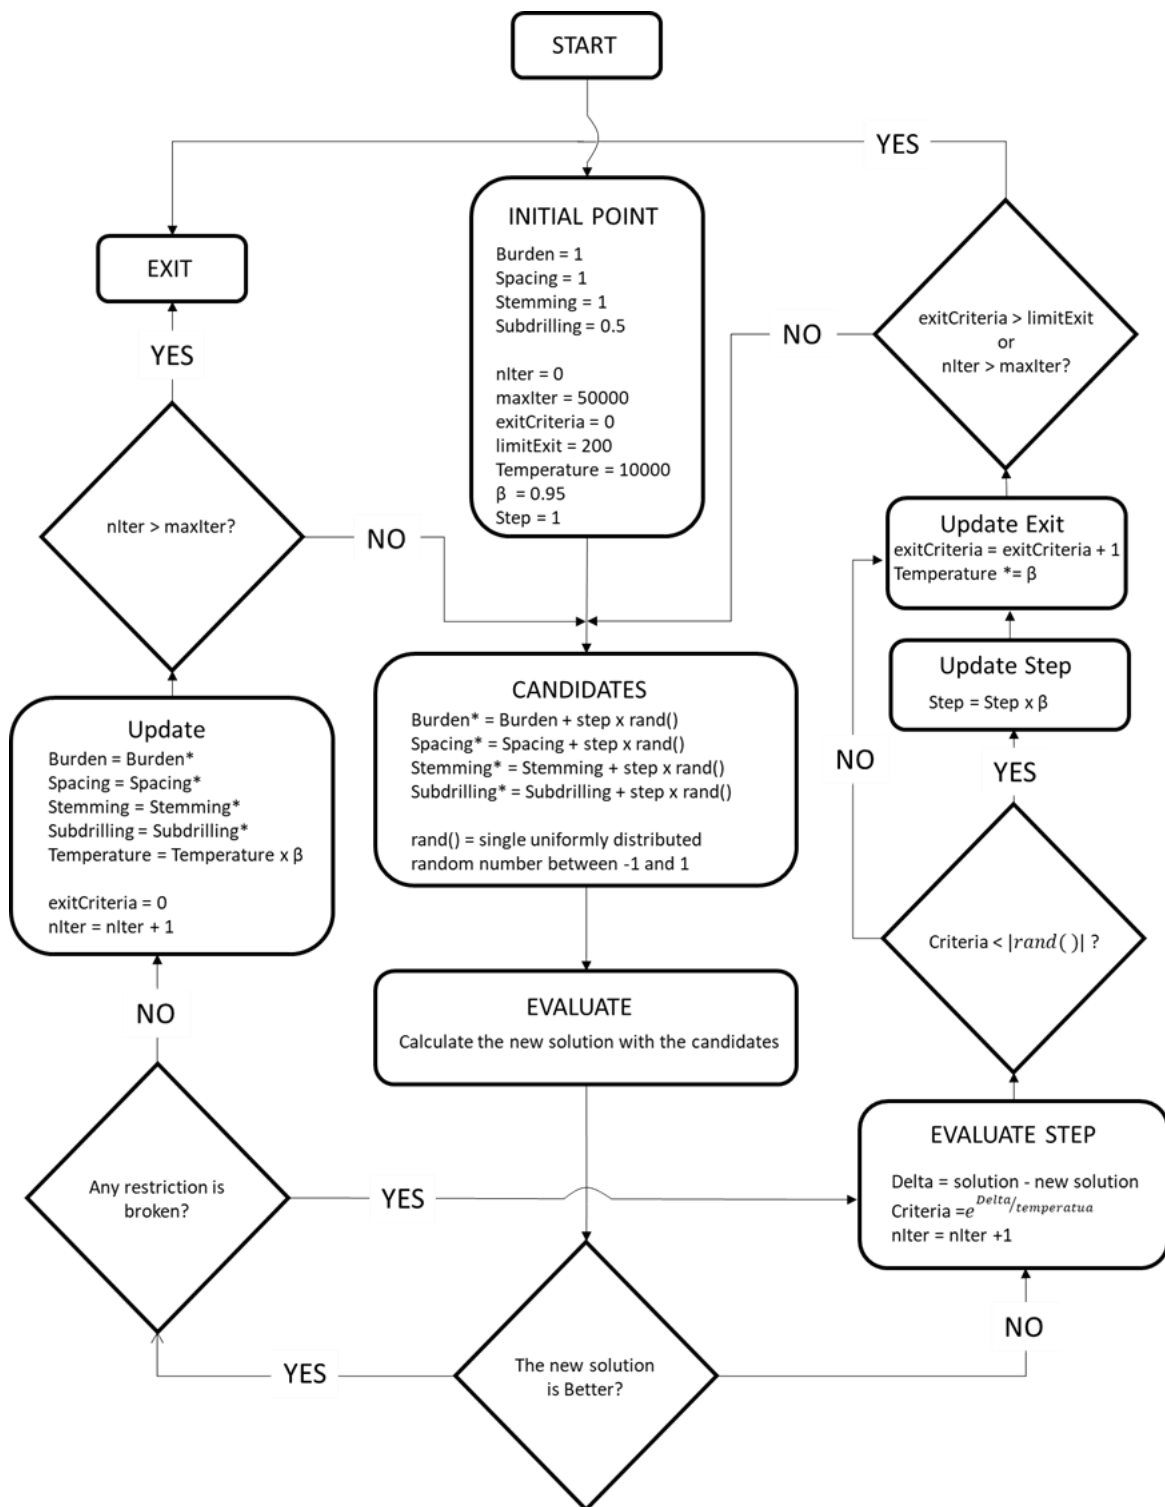 START
YES
INITIAL POINT
Burden = 1
Spacing = 1
Stemming = 1
Subdrilling = 0.5
nIter = 0
maxIter = 50000
exitCriteria = 0
limitExit = 200
Temperature = 10000
β = 0.95
Step = 1
EXIT
YES
exitCriteria > limitExit
or
nIter > maxIter?
NO
nIter > maxIter?
NO
Update Exit
exitCriteria = exitCriteria + 1
Temperature *= β
Update Step
Step = Step x β
NO
YES
CANDIDATES
Burden* = Burden + step x rand()
Spacing* = Spacing + step x rand()
Stemming* = Stemming + step x rand()
Subdrilling* = Subdrilling + step x rand()
rand() = single uniformly distributed
random number between -1 and 1
Update
Burden = Burden*
Spacing = Spacing*
Stemming = Stemming*
Subdrilling = Subdrilling*
Temperature = Temperature x β
exitCriteria = 0
nIter = nIter + 1
Criteria < |rand()| ?
NO
EVALUATE
Calculate the new solution with the candidates
EVALUATE STEP
Delta = solution - new solution
Criteria =e^Delta/temperatua
nIter = nIter +1
Any restriction is
broken?
YES
NO
YES
The new solution
is Better?